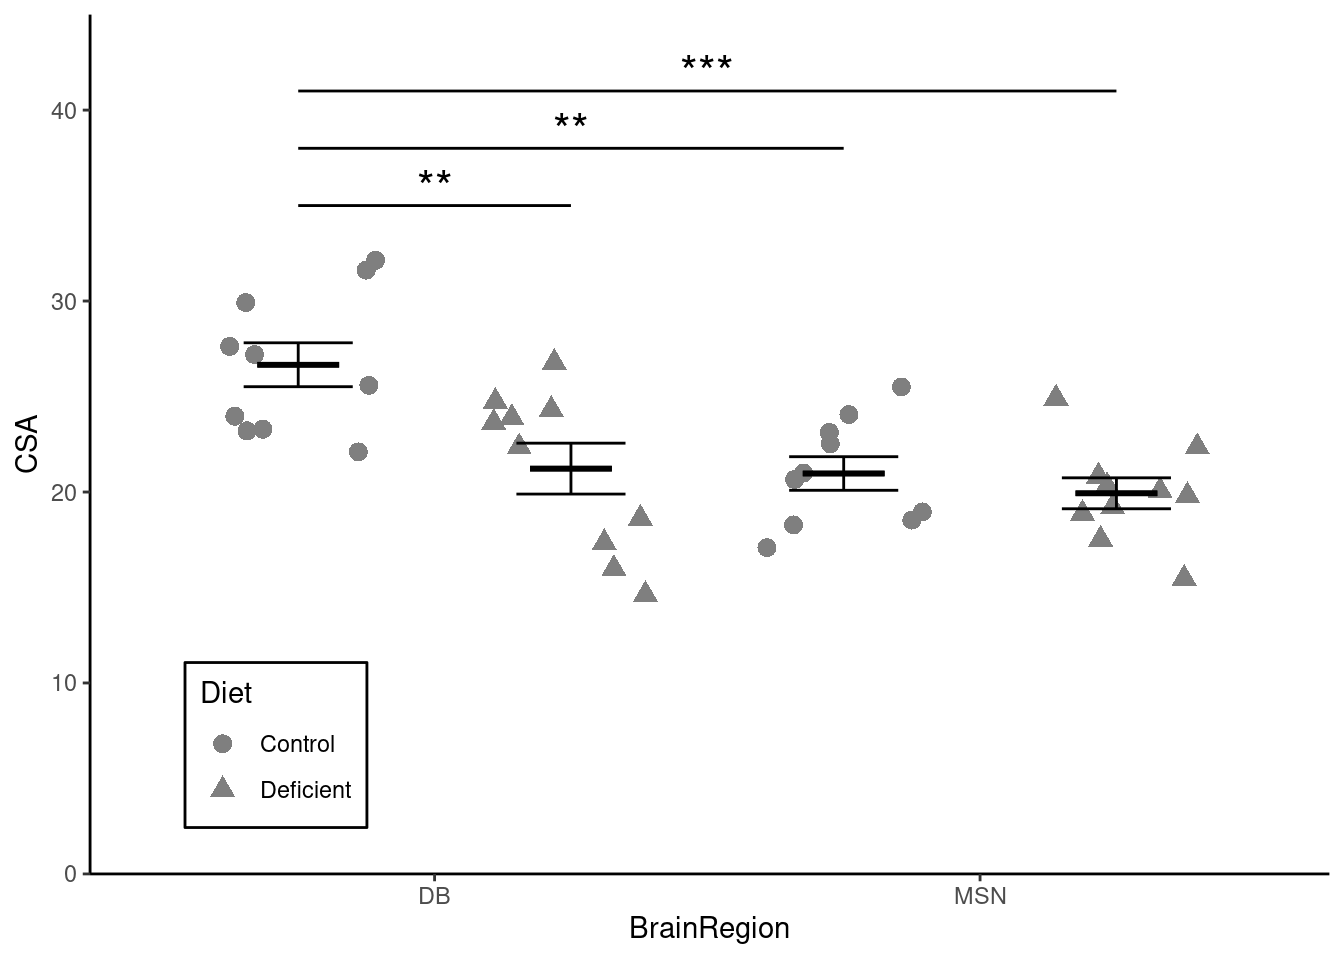 ***
**
**
CSA
40
30
20
10
0
Diet
Control
Deficient
DB
MSN
BrainRegion